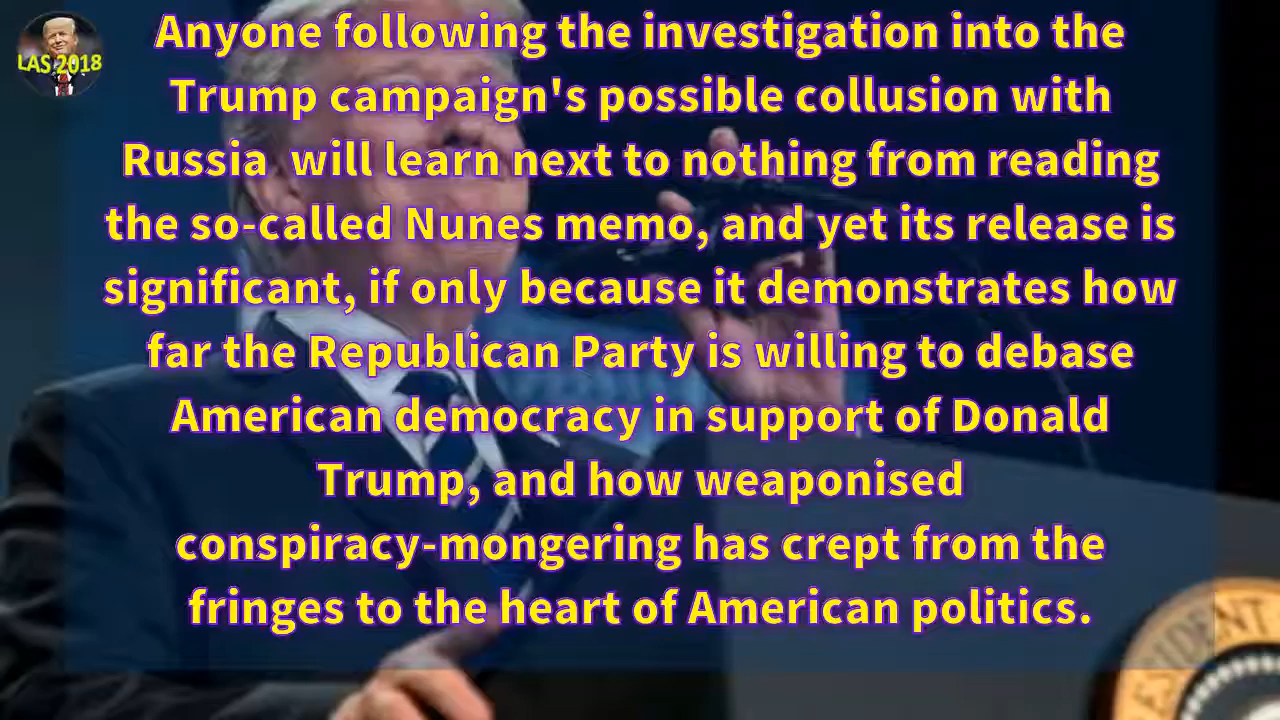 LAS 2018
Anyone following the investigation into the
Trump campaign's possible collusion with
Russia  will learn next to nothing from reading
the so-called Nunes memo, and yet its release is
significant, if only because it demonstrates how
far the Republican Party is willing to debase
American democracy in support of Donald
Trump, and how weaponised
conspiracy-mongering has crept from the
fringes to the heart of American politics.